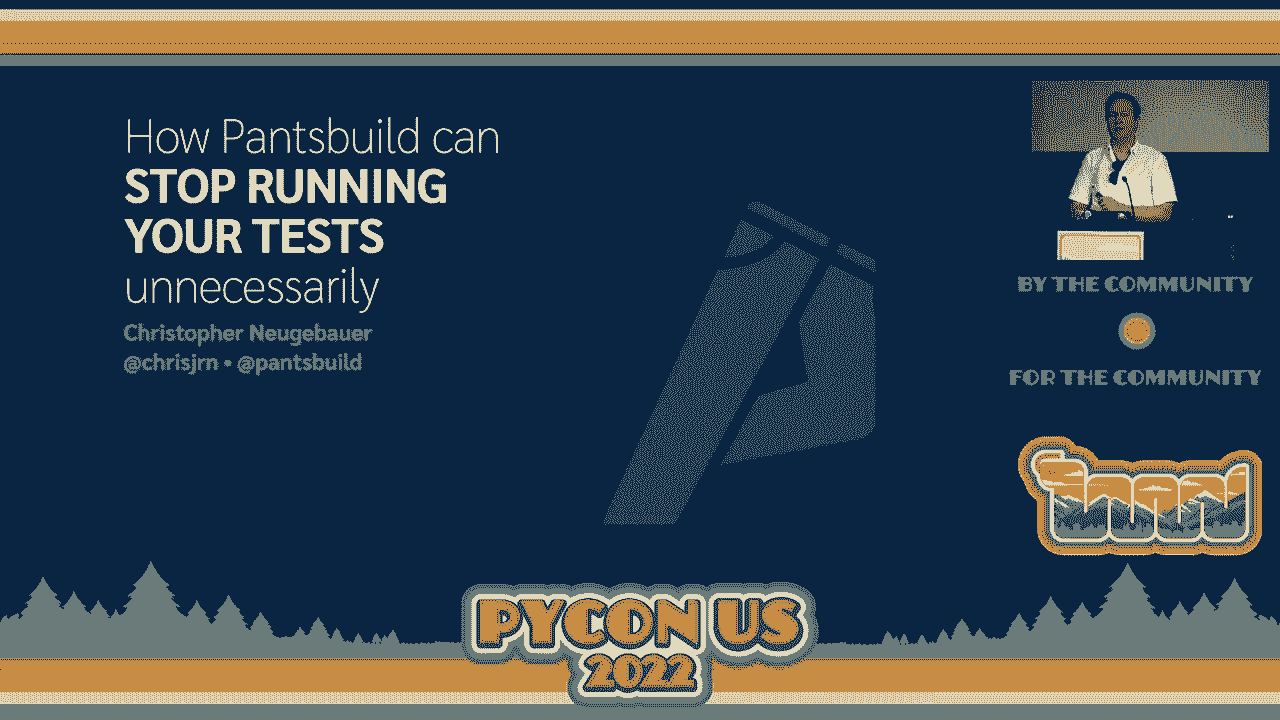 How Pantsbuild can
STOP RUNNING
YOUR TESTS
unnecessarily
Christopher Neugebauer
@chrisjrn • @pantsbuild
BY THE COMMUNITY
FOR THE COMMUNITY
PYCON US
2022